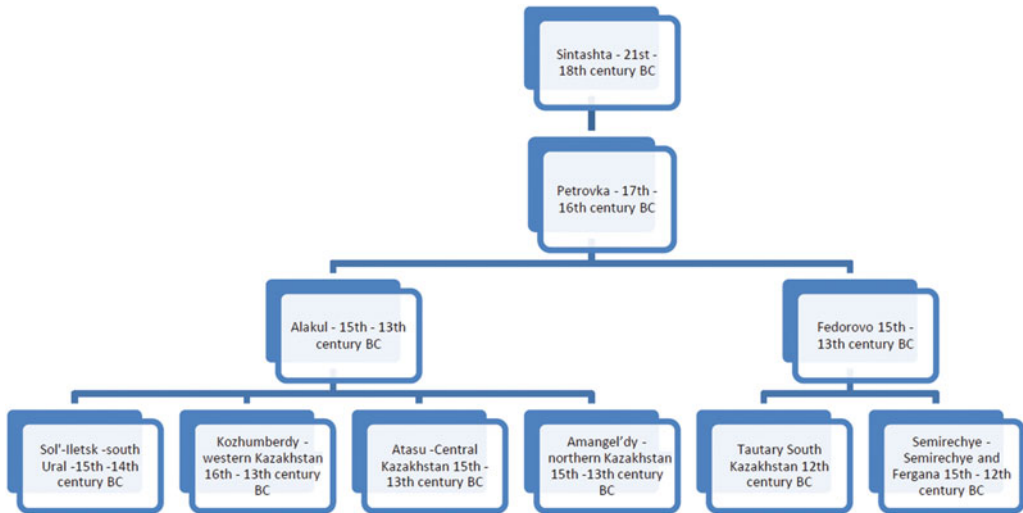 Sintashta - 21st -
18th century BC
Petrovka - 17th -
16th century BC
Alakul - 15th - 13th
century BC
Fedorovo 15th -
13th century BC
Sol'-Iletsk -south
Ural -15th -14th
century BC
Kozhumberdy -
western Kazakhstan
16th - 13th century
BC
Atasu -Central
Kazakhstan 15th -
13th century BC
Amangel’dy -
northern Kazakhstan
15th -13th century
BC
Tautary South
Kazakhstan 12th
century BC
Semirechye -
Semirechye and
Fergana 15th - 12th
century BC